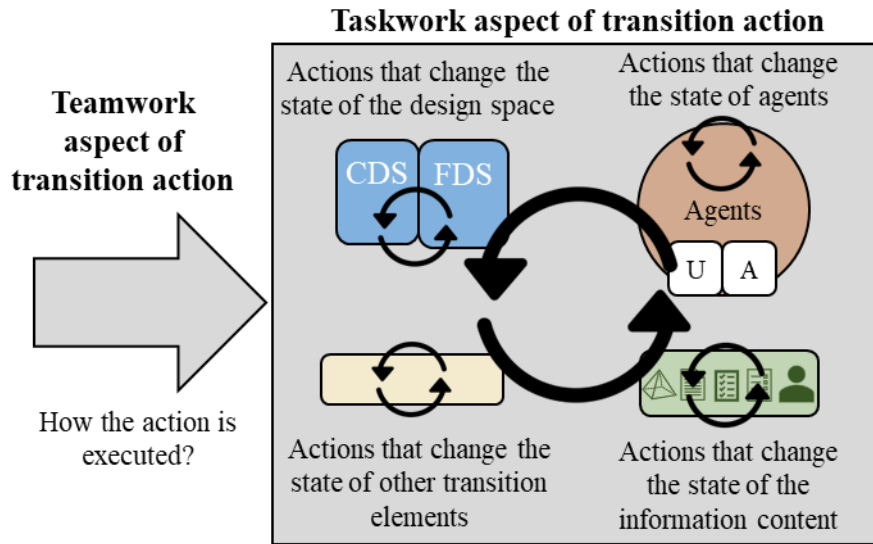 Taskwork aspect of transition action
Teamwork
aspect of
transition action
How the action is
executed?
Actions that change the
state of the design space
CDS FDS
Actions that change
the state of agents
Agents
U A
Actions that change the
state of other transition
elements
Actions that change
the state of the
information content